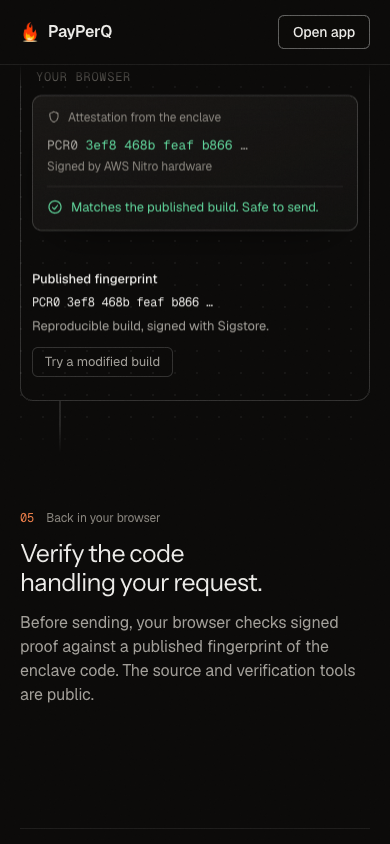 PayPerQ
Open app
YOUR BROWSER
Attestation from the enclave
PCR0 3ef8 468b feaf b866 …
Signed by AWS Nitro hardware
Matches the published build. Safe to send.
Published fingerprint
PCR0 3ef8 468b feaf b866 …
Reproducible build, signed with Sigstore.
Try a modified build
05 Back in your browser
Verify the code
handling your request.
Before sending, your browser checks signed
proof against a published fingerprint of the
enclave code. The source and verification tools
are public.